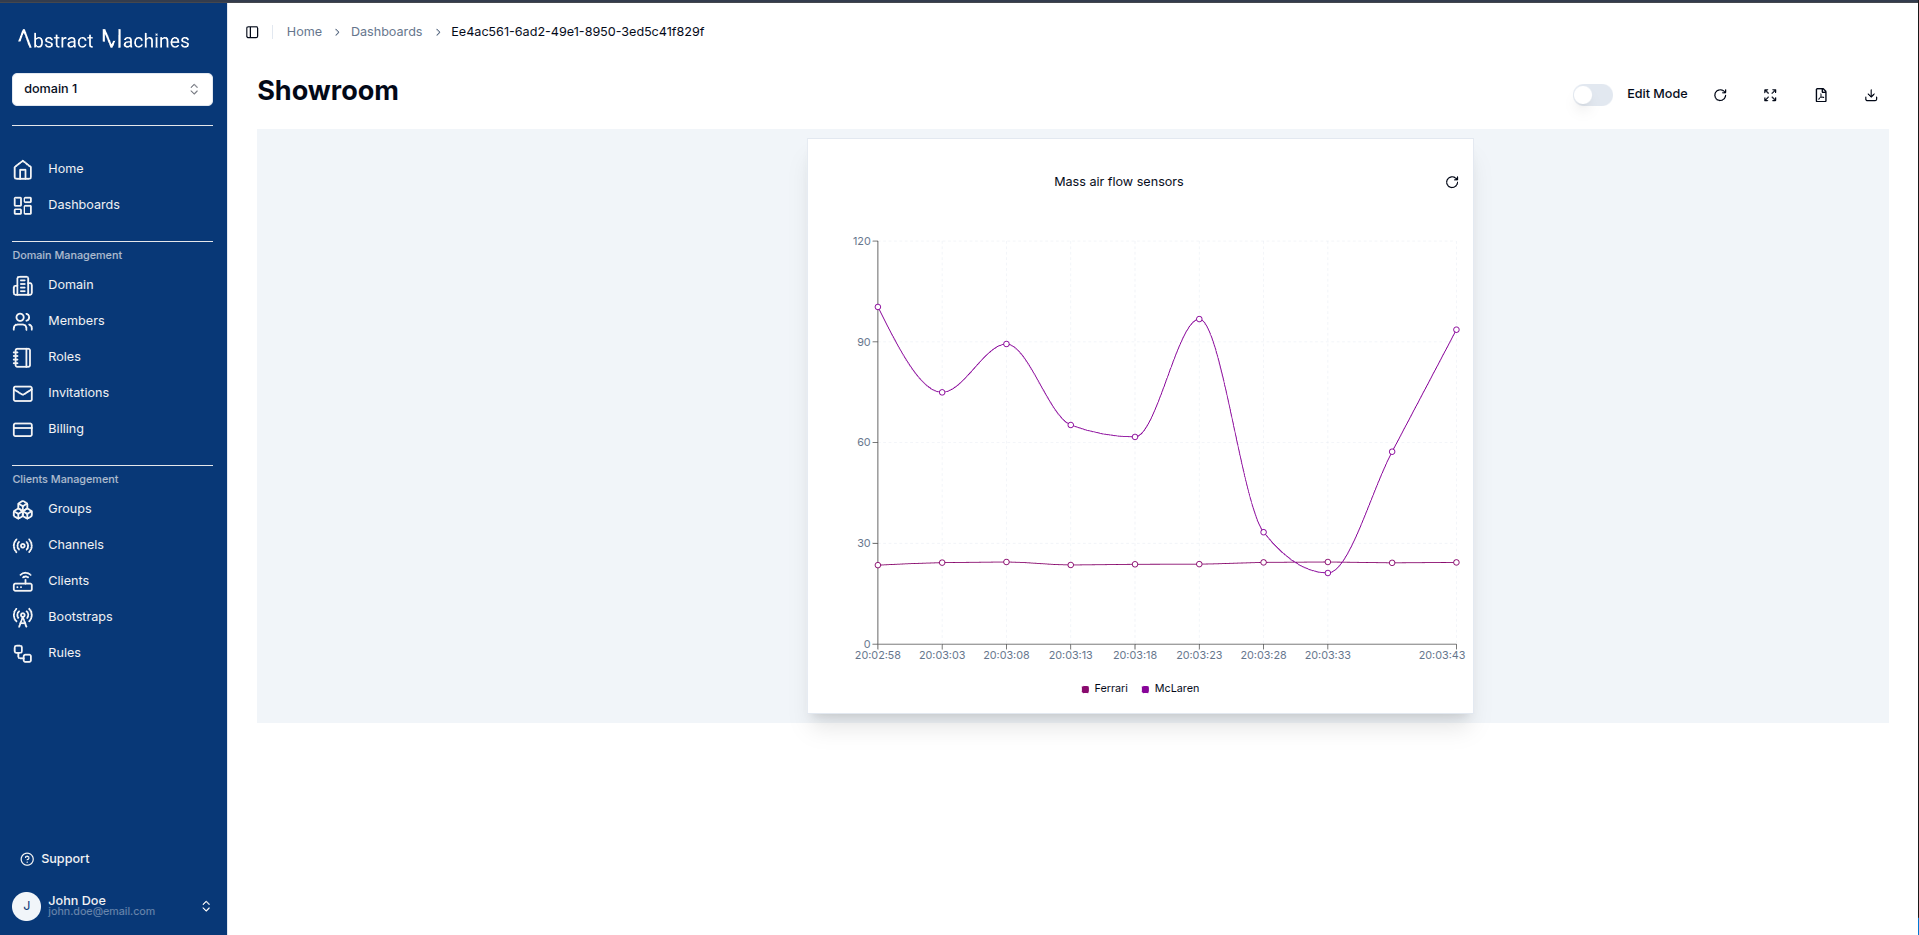 Abstract Machines
domain 1
Home
Dashboards
Domain Management
Domain
Members
Roles
Invitations
Billing
Clients Management
Groups
Channels
Clients
Bootstraps
Rules
Support
J
John Doe
john.doe@email.com
Home > Dashboards > Ee4ac561-6ad2-49e1-8950-3ed5c41f829f
Showroom
Edit Mode
Mass air flow sensors
120
90
60
30
0
20:02:58 20:03:03 20:03:08 20:03:13 20:03:18 20:03:23 20:03:28 20:03:33 20:03:43
Ferrari McLaren